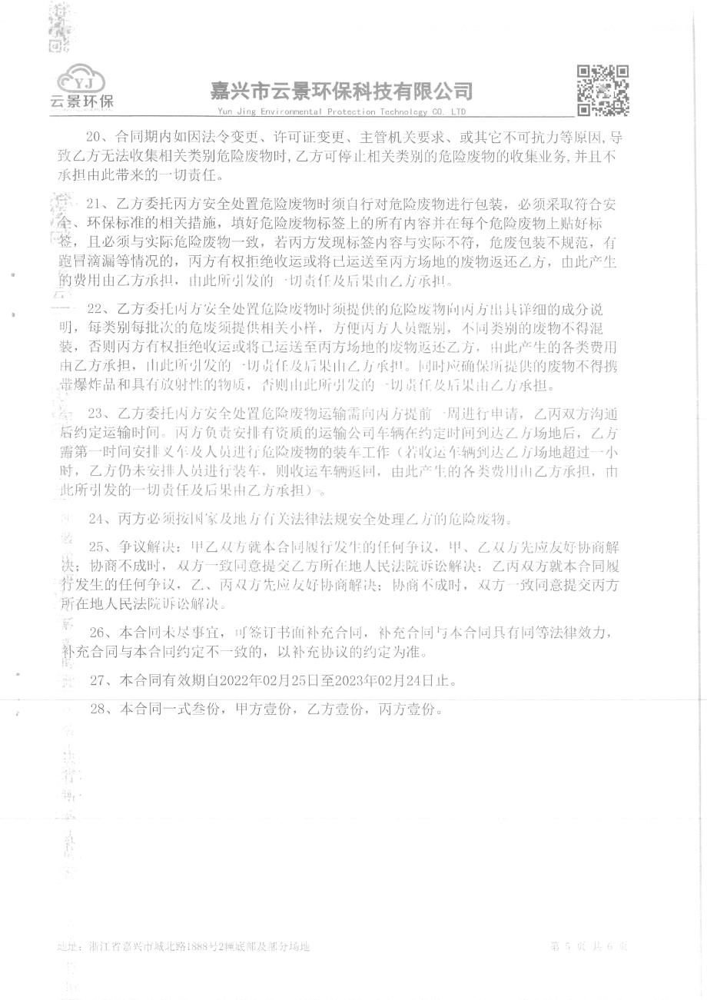 YJ
云景环保
嘉兴市云景环保科技有限公司
Yun Jing Environmental Protection Technology CO. LTD
20、合同期内如因法令变更、许可证变更、主管机关要求、或其它不可抗力等原因,导
致乙方无法收集相关类别危险废物时,乙方可停止相关类别的危险废物的收集业务,并且不
承担由此带来的一切责任。
21、乙方委托丙方安全处置危险废物时须自行对危险废物进行包装，必须采取符合安
全、环保标准的相关措施，填好危险废物标签上的所有内容并在每个危险废物上贴好标
签，且必须与实际危险废物一致，若丙方发现标签内容与实际不符，危废包装不规范，有
跑冒滴漏等情况的，丙方有权拒绝收运或将已运送至丙方场地的废物返还乙方，由此产生
的费用由乙方承担，由此所引发的一切责任及后果由乙方承担。
22、乙方委托丙方安全处置危险废物时须提供的危险废物向丙方出具详细的成分说
明，每类别每批次的危废须提供相关小样，方便丙方人员甄别，不同类别的废物不得混
装，否则丙方有权拒绝收运或将已运送至丙方场地的废物返还乙方，由此产生的各类费用
由乙方承担，由此所引发的一切责任及后果由乙方承担。同时应确保所提供的废物不得携
带爆炸品和具有放射性的物质，否则由此所引发的一切责任及后果由乙方承担。
23、乙方委托丙方安全处置危险废物运输需向丙方提前一周进行申请，乙丙双方沟通
后约定运输时间。丙方负责安排有资质的运输公司车辆在约定时间到达乙方场地后，乙方
需第一时间安排叉车及人员进行危险废物的装车工作（若收运车辆到达乙方场地超过一小
时，乙方仍未安排人员进行装车，则收运车辆返回，由此产生的各类费用由乙方承担，由
此所引发的一切责任及后果由乙方承担）。
24、丙方必须按国家及地方有关法律法规安全处理乙方的危险废物。
25、争议解决：甲乙双方就本合同履行发生的任何争议，甲、乙双方先应友好协商解
决；协商不成时，双方一致同意提交乙方所在地人民法院诉讼解决；乙丙双方就本合同履
行发生的任何争议，乙、丙双方先应友好协商解决；协商不成时，双方一致同意提交丙方
所在地人民法院诉讼解决。
26、本合同未尽事宜，可签订书面补充合同，补充合同与本合同具有同等法律效力，
补充合同与本合同约定不一致的，以补充协议的约定为准。
27、本合同有效期自2022年02月25日至2023年02月24日止。
28、本合同一式叁份，甲方壹份，乙方壹份，丙方壹份。
地址：浙江省嘉兴市城北路1888号2幢底部及部分场地
第 5 页 共 6 页